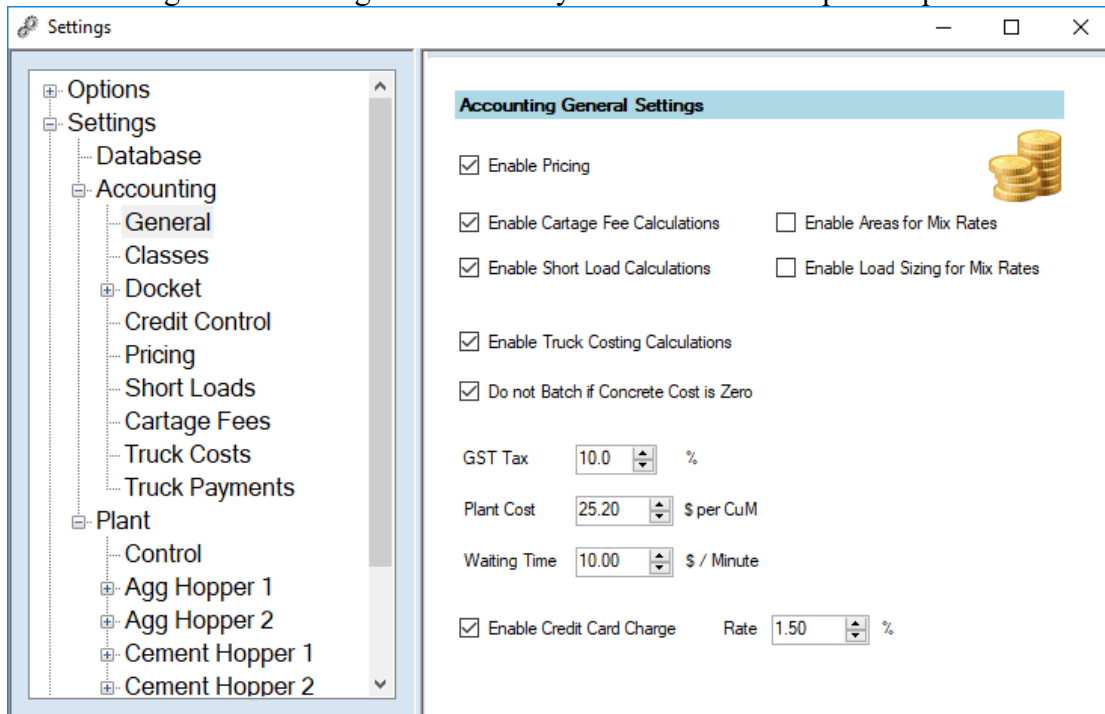 Settings
Options
Settings
Database
Accounting
General
Classes
Docket
Credit Control
Pricing
Short Loads
Cartage Fees
Truck Costs
Truck Payments
Plant
Control
Agg Hopper 1
Agg Hopper 2
Cement Hopper 1
Cement Hopper 2
Accounting General Settings
Enable Pricing
Enable Cartage Fee Calculations Enable Areas for Mix Rates
Enable Short Load Calculations Enable Load Sizing for Mix Rates
Enable Truck Costing Calculations
Do not Batch if Concrete Cost is Zero
GST Tax 10.0 %
Plant Cost 25.20 $ per CuM
Waiting Time 10.00 $ / Minute
Enable Credit Card Charge Rate 1.50 %